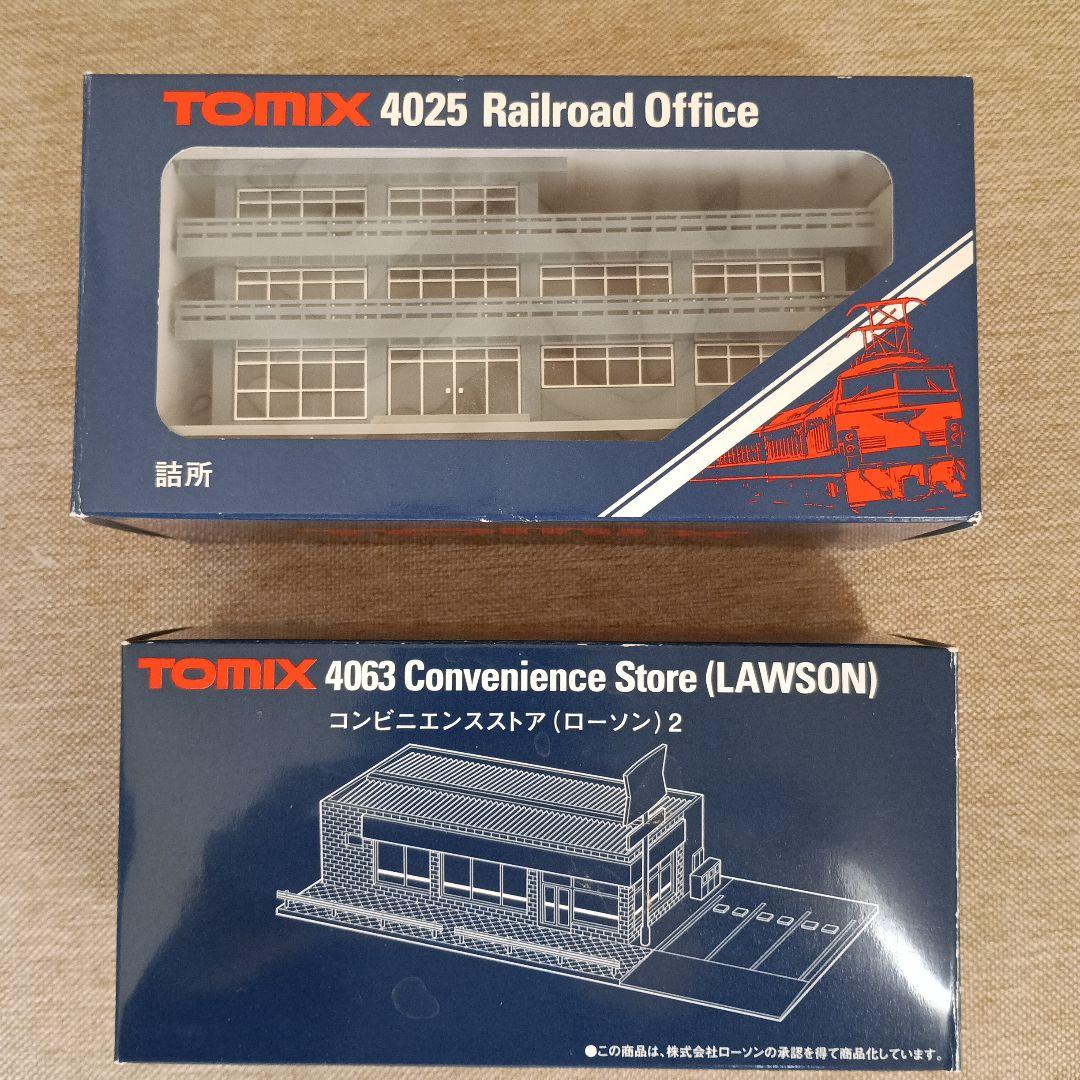 TOMIX 4025 Railroad Office
詰所
TOMIX 4063 Convenience Store (LAWSON)
コンビニエンスストア(ローソン)2
●この商品は、株式会社ローソンの承認を得て商品化しています。